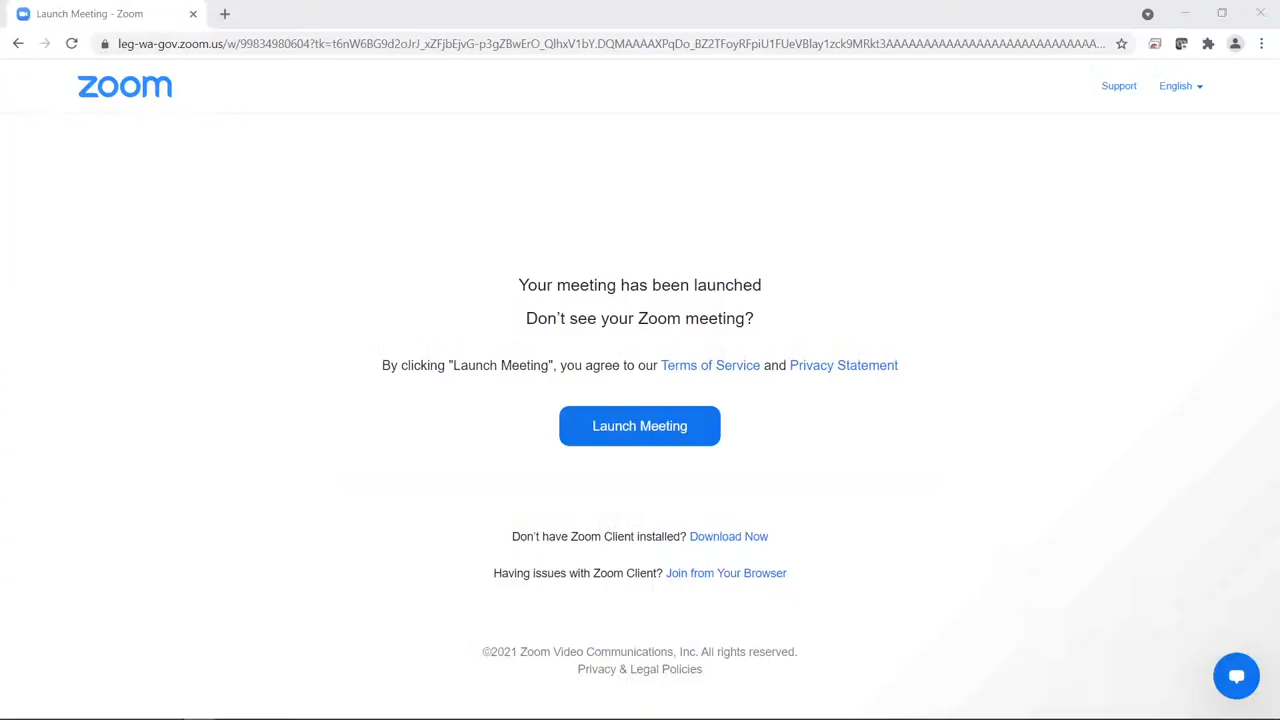 Launch Meeting - Zoom
leg-wa-gov.zoom.us/w/99834980604?tk=t6nW6BG9d2oJrJ_xZFjbLSvG-p3gZBwErO_QlhxV1bY.DQMAAAAXPqDo_BZ2TFoyRFpiU1FUeVBlay1zck9MRkt3AAAAAAAAAAAAAAAAAAAAAAAAAAAAAA...
zoom
Support English
Your meeting has been launched
Don't see your Zoom meeting?
By clicking "Launch Meeting", you agree to our Terms of Service and Privacy Statement
Launch Meeting
Don't have Zoom Client installed? Download Now
Having issues with Zoom Client? Join from Your Browser
©2021 Zoom Video Communications, Inc. All rights reserved.
Privacy & Legal Policies